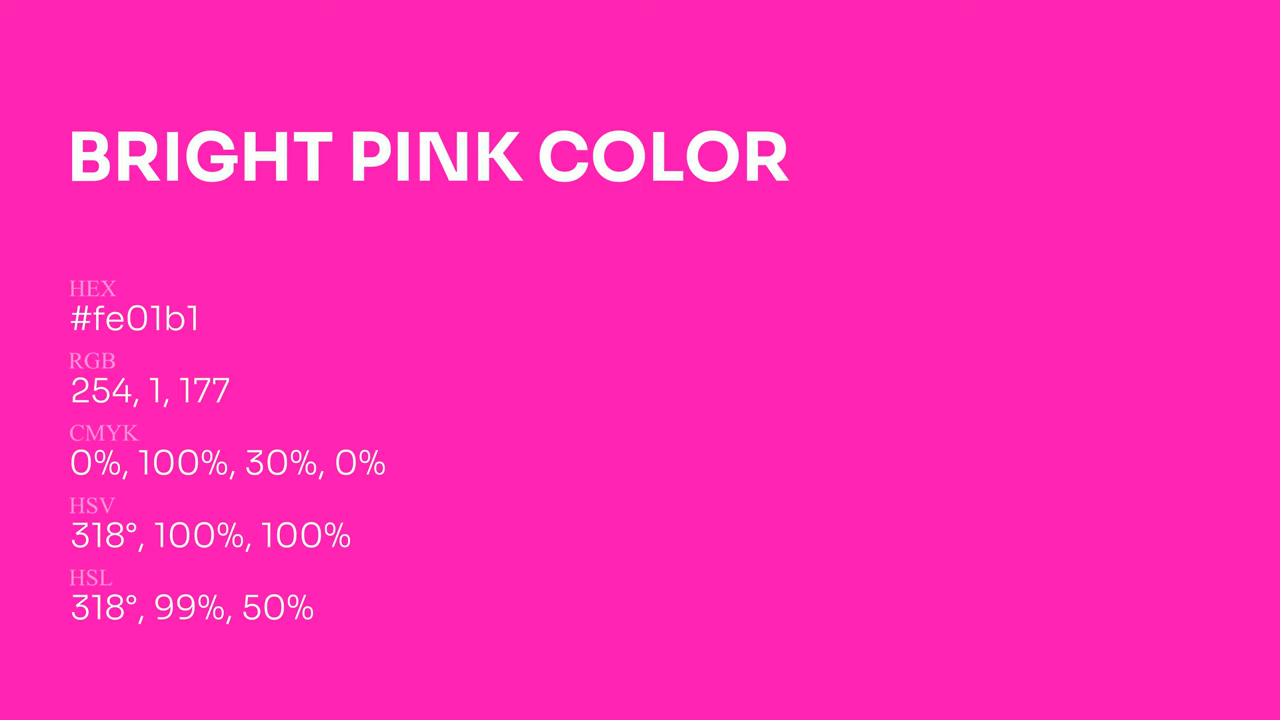 BRIGHT PINK COLOR
HEX
#fe01b1
RGB
254, 1, 177
CMYK
0%, 100%, 30%, 0%
HSV
318°, 100%, 100%
HSL
318°, 99%, 50%